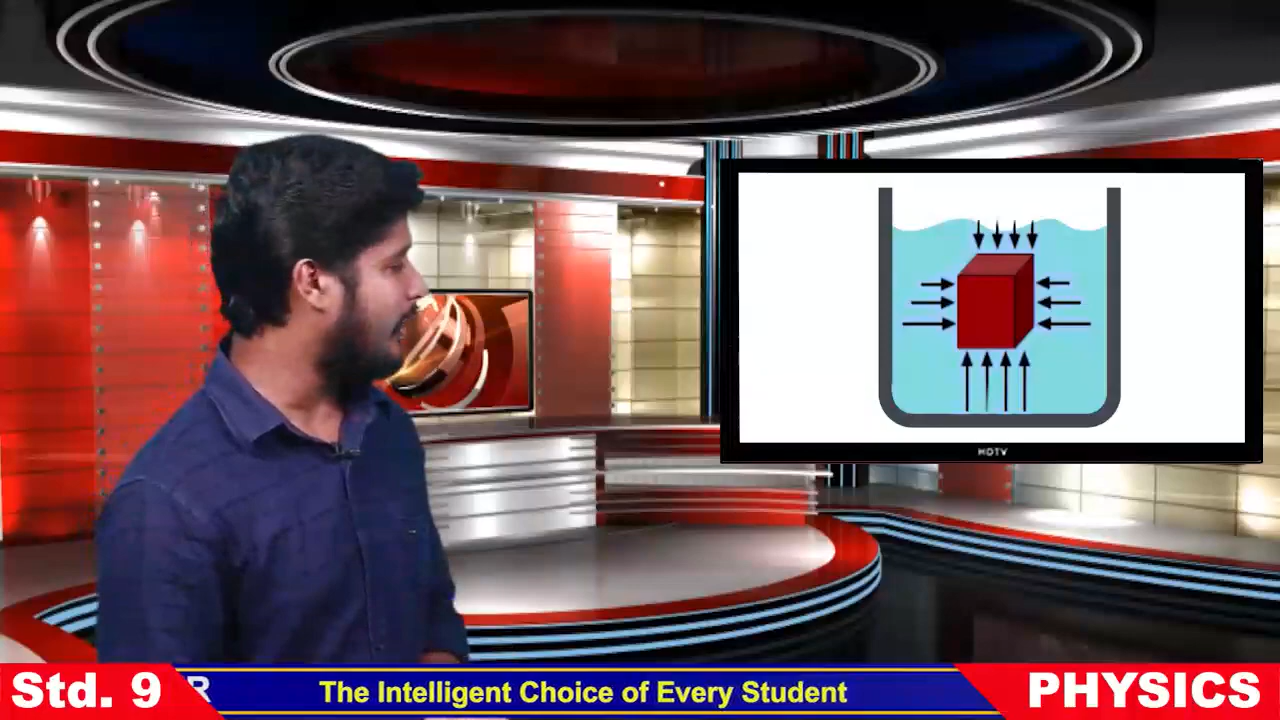 HDTV
Std. 9
R
The Intelligent Choice of Every Student
PHYSICS